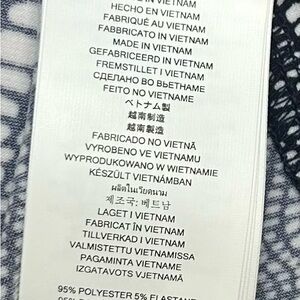 IN VIETNAM
HECHO EN VIETNAM
FABRIQUÉ AU VIETNAM
FABBRICATO IN VIETNAM
MADE IN VIETNAM
GEFABRICEERD IN VIETNAM
FREMSTILLET I VIETNAM
СДЕЛАНО ВО ВЬЕТНАМЕ
FEITO NO VIETNAME
ベトナム製
越南制造
越南製造
FABRICADO NO VIETNÃ
VYROBENO VE VIETNAMU
WYPRODUKOWANO W WIETNAMIE
KÉSZÜLT VIETNÁMBAN
ผลิตในเวียดนาม
제조국: 베트남
LAGET I VIETNAM
FABRICAT ÎN VIETNAM
TILLVERKAD I VIETNAM
VALMISTETTU VIETNAMISSA
PAGAMINTA VIETNAME
IZGATAVOTS VJETNAMĀ
95% POLYESTER 5% ELASTANE